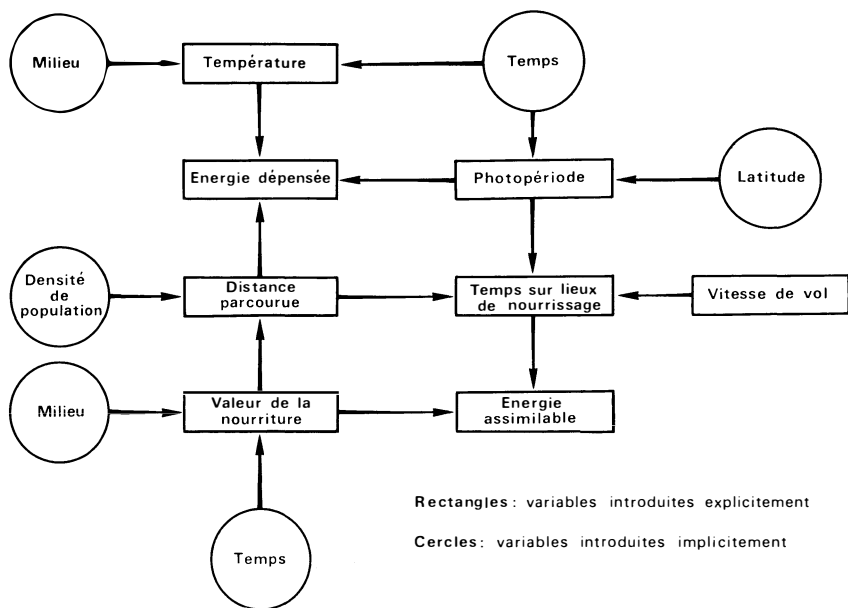 Milieu
Température
Temps
Energie dépensée
Photopériode
Latitude
Densité
de
population
Distance
parcourue
Temps sur lieux
de nourrissage
Vitesse de vol
Milieu
Valeur de la
nourriture
Energie
assimilable
Rectangles: variables introduites explicitement
Cercles: variables introduites implicitement
Temps